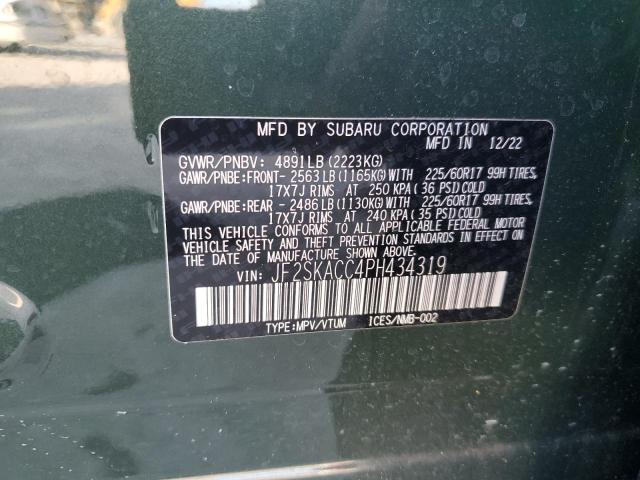 MFD BY SUBARU CORPORATION
MFD IN 12/22
GVWR/PNBV: 4891LB(2223KG)
GAWR/PNBE:FRONT-2563LB(1165KG)WITH 225/60R17 99H TIRES,
17X7J RIMS AT 250 KPA(36 PSI)COLD
GAWR/PNBE:REAR -2486LB(1130KG)WITH 225/60R17 99H TIRES,
17X7J RIMS AT 240 KPA(35 PSI)COLD
THIS VEHICLE CONFORMS TO ALL APPLICABLE FEDERAL MOTOR
VEHICLE SAFETY AND THEFT PREVENTION STANDARDS IN EFFECT ON
THE DATE OF MANUFACTURE SHOWN ABOVE.
VIN: JF2SKACC4PH434319
TYPE:MPV/VTUM ICES/NMB-002